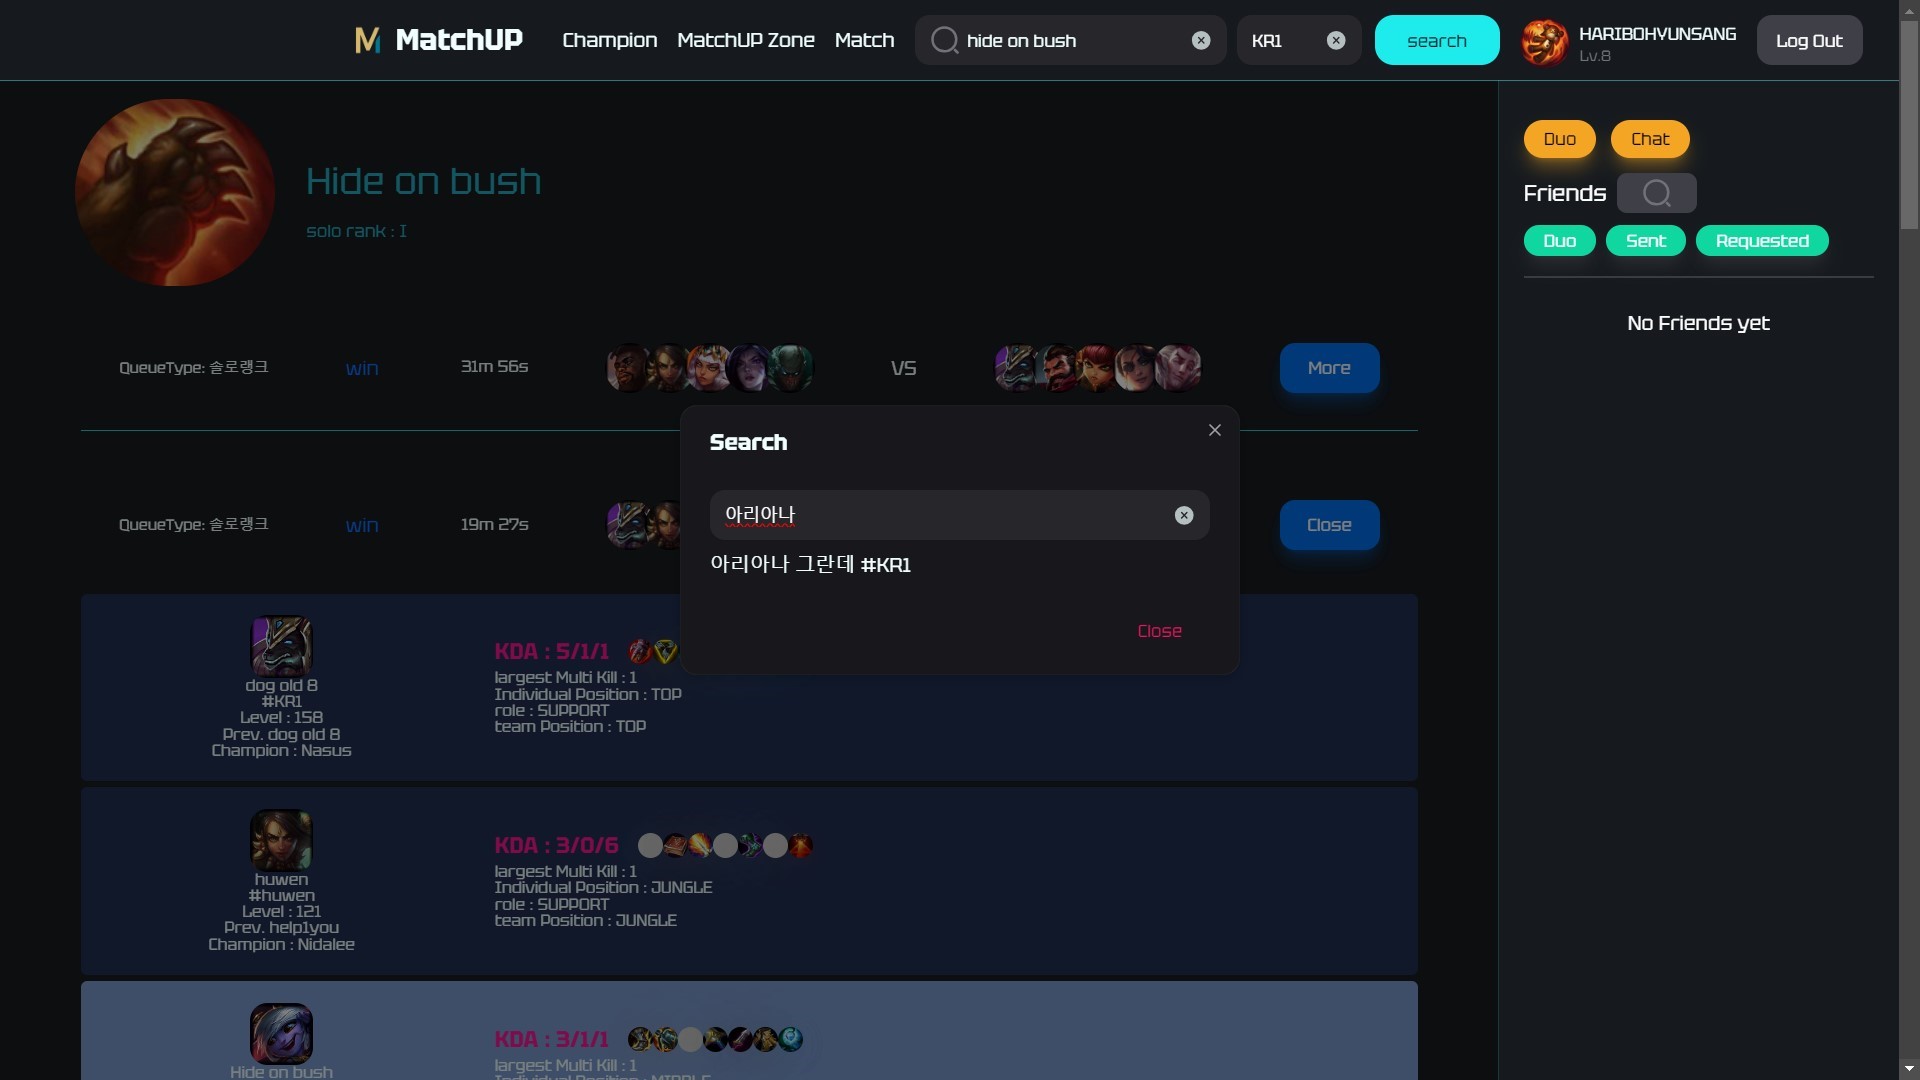 MatchUP
Champion
MatchUP Zone
Match
hide on bush
KR1
search
HARIBOHYUNSANG
Lv.8
Log Out
Hide on bush
solo rank : I
QueueType: 솔로랭크
win
31m 56s
VS
More
QueueType: 솔로랭크
win
19m 27s
Close
Search
아리아나
아리아나 그란데 #KR1
Close
dog old 8
#KR1
Level : 158
Prev. dog old 8
Champion : Nasus
KDA : 5/1/1
largest Multi Kill : 1
Individual Position : TOP
role : SUPPORT
team Position : TOP
huwen
#huwen
Level : 121
Prev. help1you
Champion : Nidalee
KDA : 3/0/6
largest Multi Kill : 1
Individual Position : JUNGLE
role : SUPPORT
team Position : JUNGLE
Hide on bush
KDA : 3/1/1
largest Multi Kill : 1
Individual Position : MIDDLE
Duo
Chat
Friends
Duo
Sent
Requested
No Friends yet